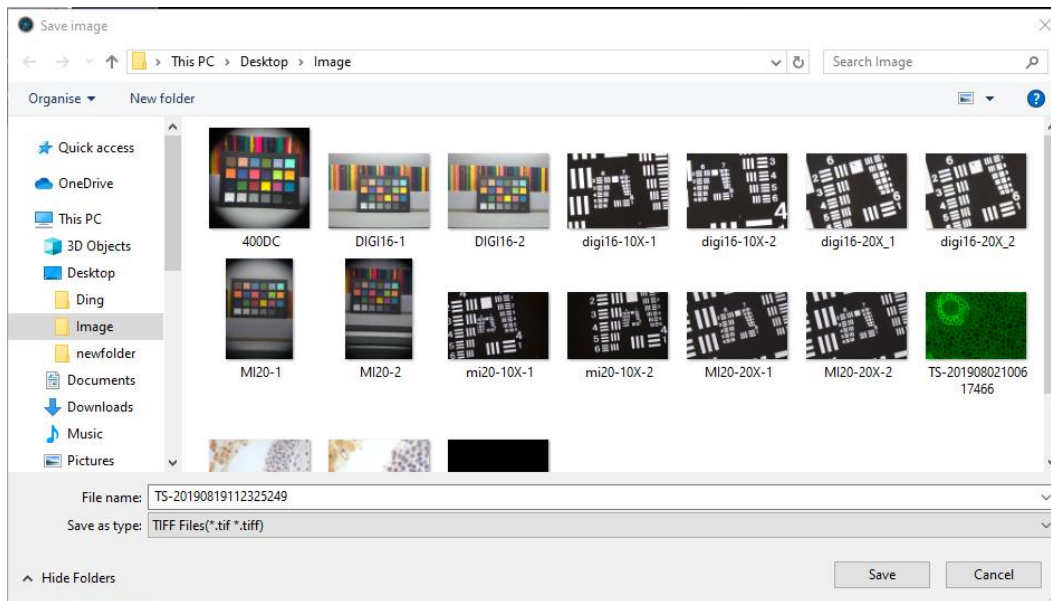 Save image
This PC > Desktop > Image
Search Image
Organise
New folder
Quick access
OneDrive
This PC
3D Objects
Desktop
Ding
Image
newfolder
Documents
Downloads
Music
Pictures
400DC
DIGI16-1
DIGI16-2
digi16-10X-1
digi16-10X-2
digi16-20X_1
digi16-20X_2
MI20-1
MI20-2
mi20-10X-1
mi20-10X-2
MI20-20X-1
MI20-20X-2
TS-201908021006
17466
File name: TS-20190819112325249
Save as type: TIFF Files(*.tif *.tiff)
Hide Folders
Save
Cancel